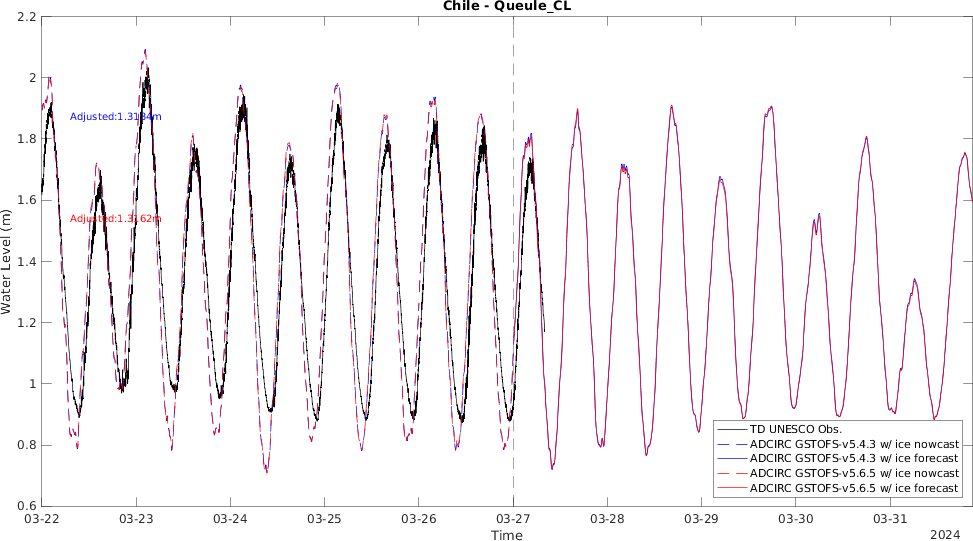 Chile - Queule_CL
2.2
2
1.8
1.6
1.4
1.2
1
0.8
0.6
Water Level (m)
Adjusted:1.3184m
Adjusted:1.3162m
TD UNESCO Obs.
ADCIRC GSTOFS-v5.4.3 w/ ice nowcast
ADCIRC GSTOFS-v5.4.3 w/ ice forecast
ADCIRC GSTOFS-v5.6.5 w/ ice nowcast
ADCIRC GSTOFS-v5.6.5 w/ ice forecast
03-22 03-23 03-24 03-25 03-26 03-27 03-28 03-29 03-30 03-31
Time
2024